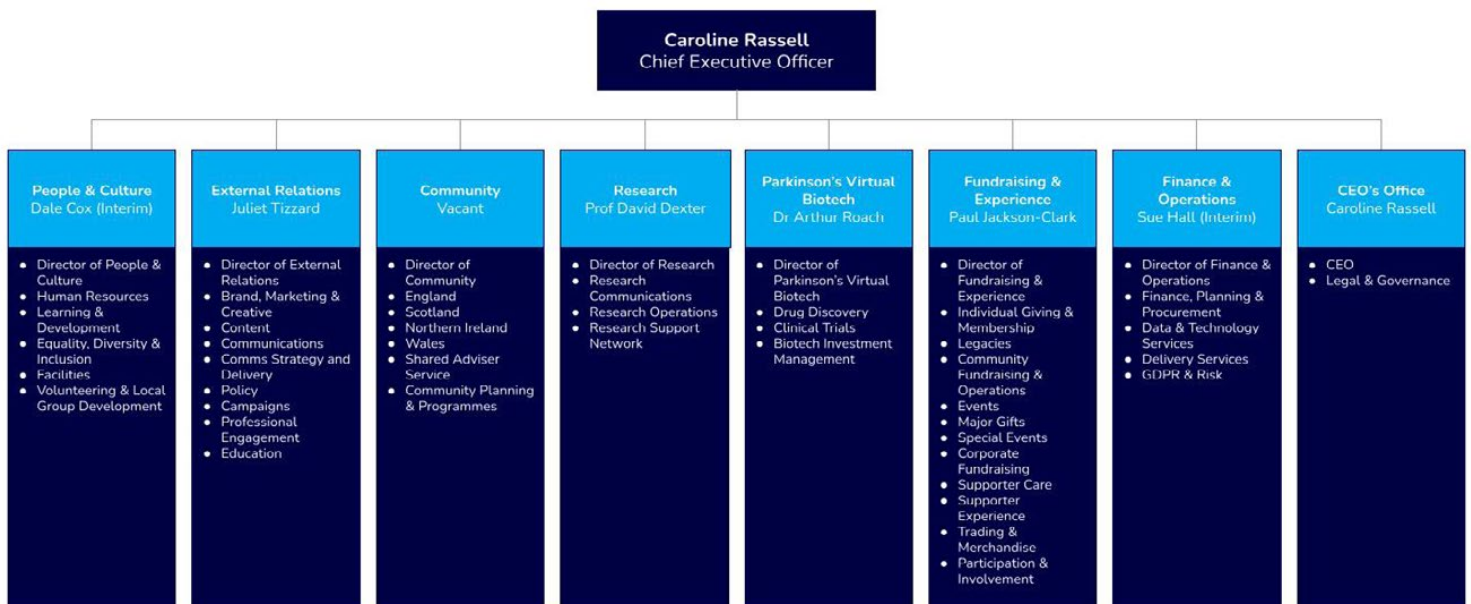 Caroline Rassell
Chief Executive Officer
People & Culture
Dale Cox (Interim)
• Director of People &
Culture
• Human Resources
• Learning &
Development
• Equality, Diversity &
Inclusion
• Facilities
• Volunteering & Local
Group Development
External Relations
Juliet Tizzard
• Director of External
Relations
• Brand, Marketing &
Creative
• Content
• Communications
• Comms Strategy and
Delivery
• Policy
• Campaigns
• Professional
Engagement
• Education
Community
Vacant
• Director of
Community
• England
• Scotland
• Northern Ireland
• Wales
• Shared Adviser
Service
• Community Planning
& Programmes
Research
Prof David Dexter
• Director of Research
• Research
Communications
• Research Operations
• Research Support
Network
Parkinson's Virtual
Biotech
Dr Arthur Roach
• Director of
Parkinson's Virtual
Biotech
• Drug Discovery
• Clinical Trials
• Biotech Investment
Management
Fundraising &
Experience
Paul Jackson-Clark
• Director of
Fundraising &
Experience
• Individual Giving &
Membership
• Legacies
• Community
Fundraising &
Operations
• Events
• Major Gifts
• Special Events
• Corporate
Fundraising
• Supporter Care
• Supporter
Experience
• Trading &
Merchandise
• Participation &
Involvement
Finance &
Operations
Sue Hall (Interim)
• Director of Finance &
Operations
• Finance, Planning &
Procurement
• Data & Technology
Services
• Delivery Services
• GDPR & Risk
CEO's Office
Caroline Rassell
• CEO
• Legal & Governance